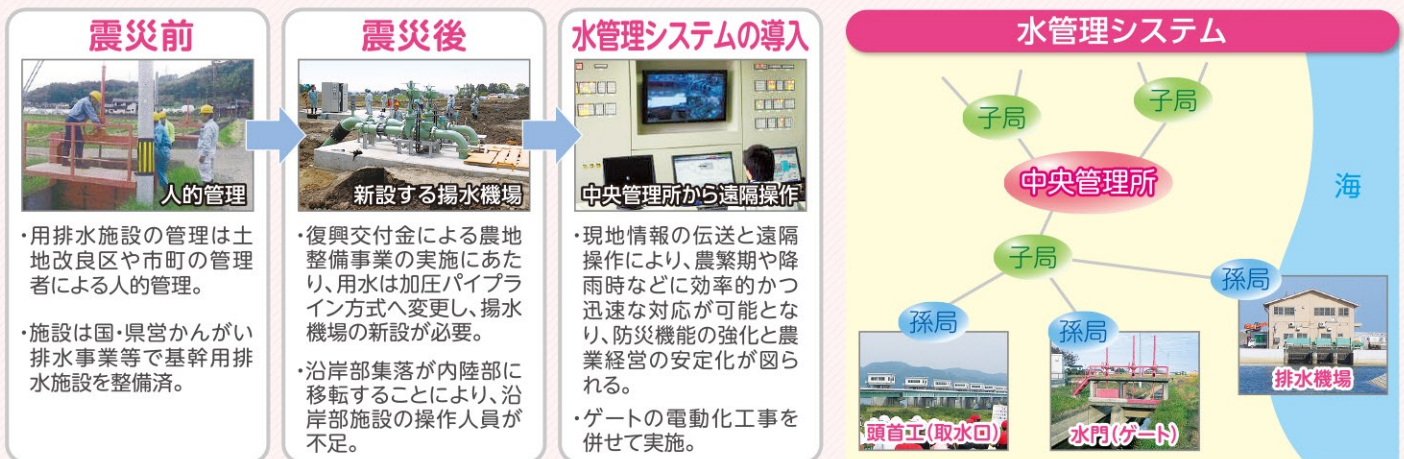 震災前
人的管理
・用排水施設の管理は土
地改良区や市町の管理
者による人的管理。
・施設は国・県営かんがい
排水事業等で基幹用排
水施設を整備済。
震災後
新設する揚水機場
・復興交付金による農地
整備事業の実施にあた
り、用水は加圧パイプラ
イン方式へ変更し、揚水
機場の新設が必要。
・沿岸部集落が内陸部に
移転することにより、沿
岸部施設の操作人員が
不足。
水管理システムの導入
中央管理所から遠隔操作
・現地情報の伝送と遠隔
操作により、農繁期や降
雨時などに効率的かつ
迅速な対応が可能とな
り、防災機能の強化と農
業経営の安定化が図ら
れる。
・ゲートの電動化工事を
併せて実施。
水管理システム
子局
子局
中央管理所
海
子局
孫局
孫局
孫局
頭首工(取水口)
水門(ゲート)
排水機場